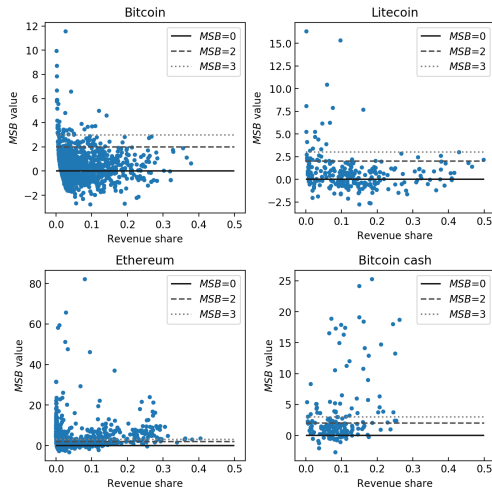 Bitcoin
12
10
8
6
4
2
0
−2
MSB value
MSB=0
MSB=2
MSB=3
0.0 0.1 0.2 0.3 0.4 0.5
Revenue share
Litecoin
15.0
12.5
10.0
7.5
5.0
2.5
0.0
−2.5
MSB value
MSB=0
MSB=2
MSB=3
0.0 0.1 0.2 0.3 0.4 0.5
Revenue share
Ethereum
80
60
40
20
0
MSB value
MSB=0
MSB=2
MSB=3
0.0 0.1 0.2 0.3 0.4 0.5
Revenue share
Bitcoin cash
25
20
15
10
5
0
MSB value
MSB=0
MSB=2
MSB=3
0.0 0.1 0.2 0.3 0.4 0.5
Revenue share